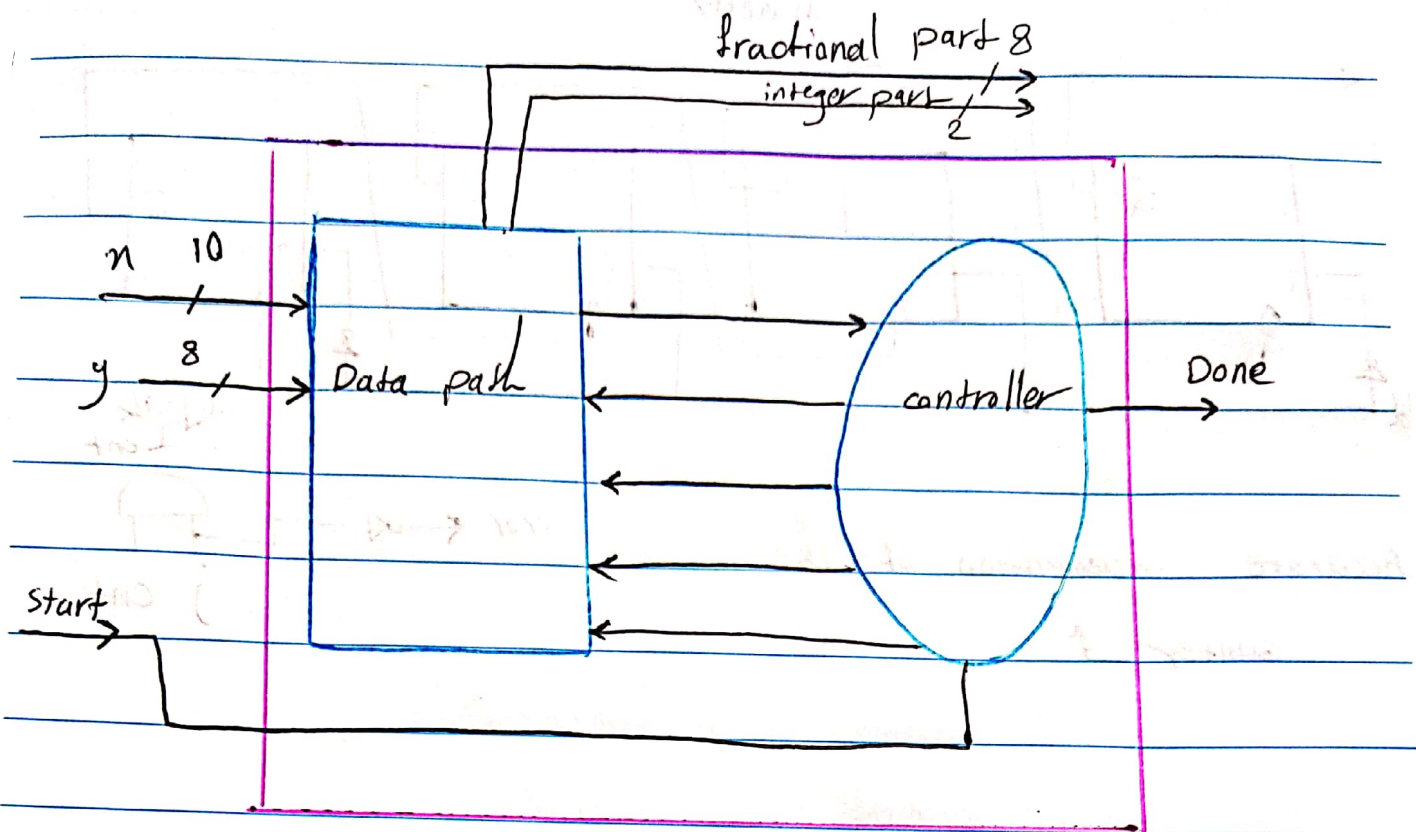 fractional part 8
integer part
2
n 10
y 8
Data path
controller
Done
start